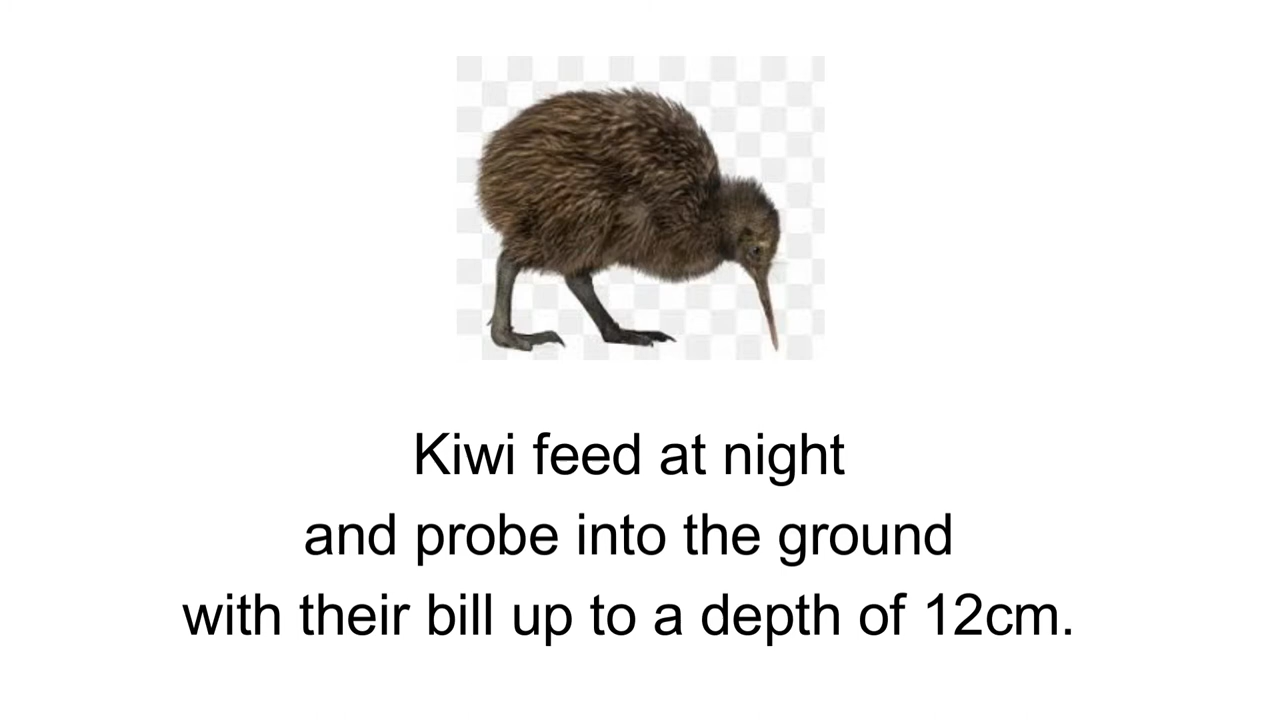 Kiwi feed at night
and probe into the ground
with their bill up to a depth of 12cm.